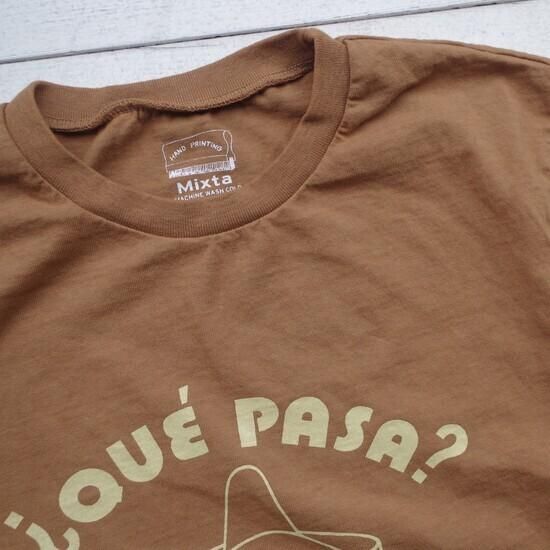 HAND PRINTING
Mixta
MACHINE WASH COLD
¿QUÉ PASA?